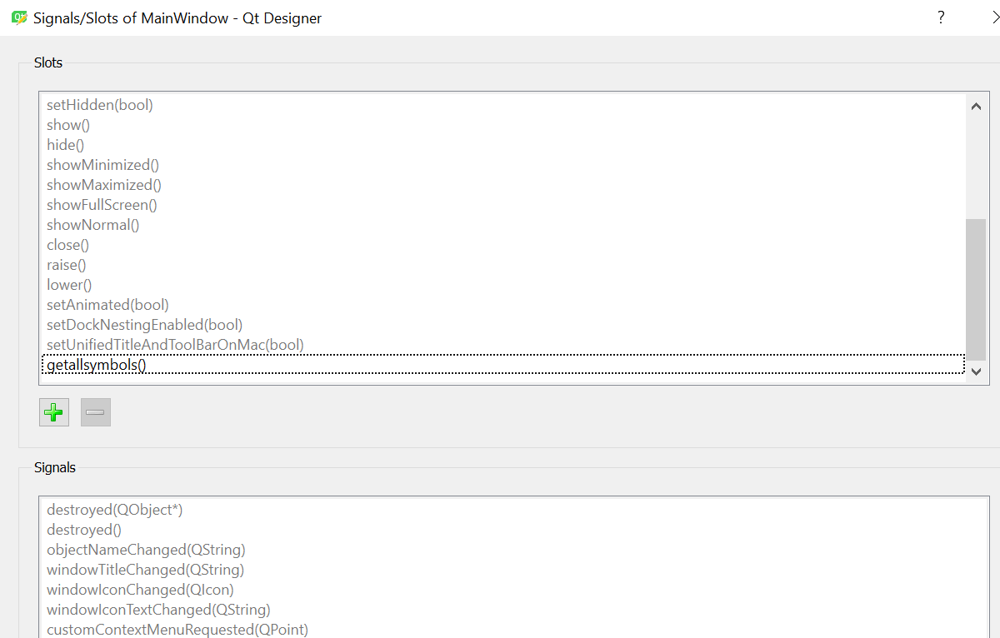 Signals/Slots of MainWindow - Qt Designer
?
Slots
setHidden(bool)
show()
hide()
showMinimized()
showMaximized()
showFullScreen()
showNormal()
close()
raise()
lower()
setAnimated(bool)
setDockNestingEnabled(bool)
setUnifiedTitleAndToolBarOnMac(bool)
getallsymbols()
Signals
destroyed(QObject*)
destroyed()
objectNameChanged(QString)
windowTitleChanged(QString)
windowIconChanged(QIcon)
windowIconTextChanged(QString)
customContextMenuRequested(QPoint)